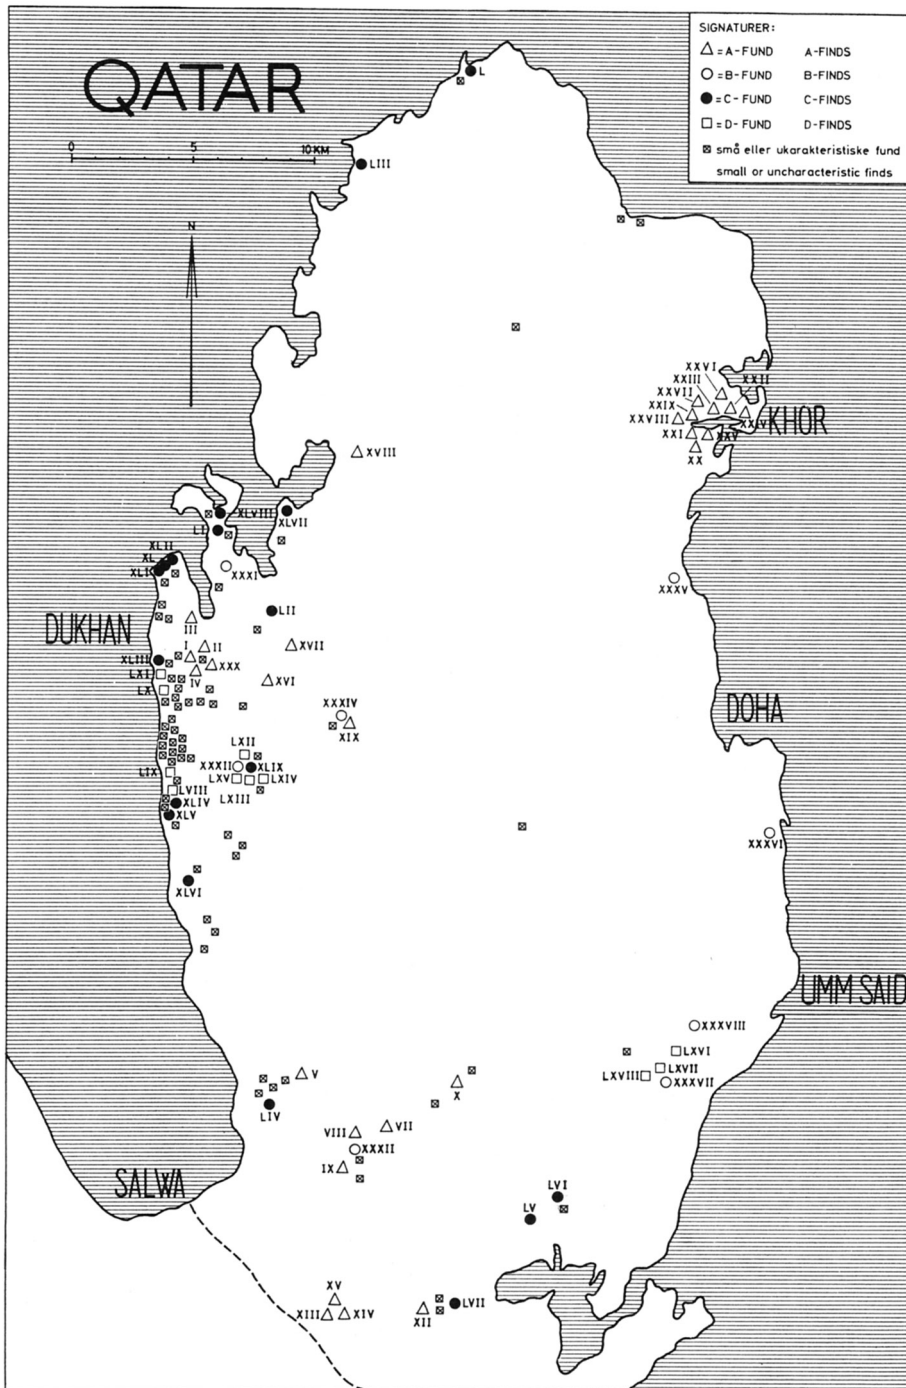 QATAR
SIGNATURER:
= A - FUND A-FINDS
= B - FUND B-FINDS
= C - FUND C-FINDS
= D - FUND D-FINDS
små eller ukarakteristiske fund
small or uncharacteristic finds
0 5 10 KM
N
L
LIII
XXVI
XXIII XXII
XXVII
XXIX
XXVIII XXIV KHOR
XXI XXV
XX
XVIII
XLVIII
XLVII
LI
XLII
XL
XLI
XXXI
XXXV
LII
DUKHAN
III
I II
XVII
XLIII XXX
LXI IV
XVI
LX
XXXIV
DOHA
XIX
LXII
XXXII XLIX
LIX LXV LXIV
LVIII LXIII
XLIV
XLV
XXXVI
XLVI
UMM SAID
XXXVIII
LXVI
LXVII
V LXVIII
XXXVII
X
LIV
VIII VII
XXXII
IX
SALWA
LVI
LV
XV
XIII XIV
LVII
XII